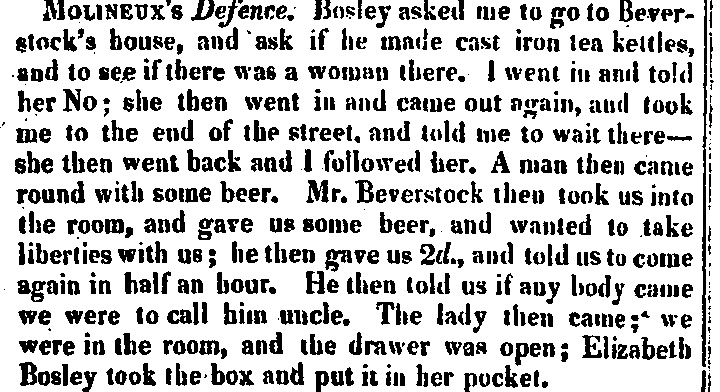 MOLINEUX'S Defence. Bosley asked me to go to Bever-
stock's house, and ask if he made cast iron tea kettles,
and to see if there was a woman there. I went in and told
her No; she then went in and came out again, and took
me to the end of the street, and told me to wait there—
she then went back and I followed her. A man then came
round with some beer. Mr. Beverstock then took us into
the room, and gave us some beer, and wanted to take
liberties with us; he then gave us 2d., and told us to come
again in half an hour. He then told us if any body came
we were to call him uncle. The lady then came; we
were in the room, and the drawer was open; Elizabeth
Bosley took the box and put it in her pocket.